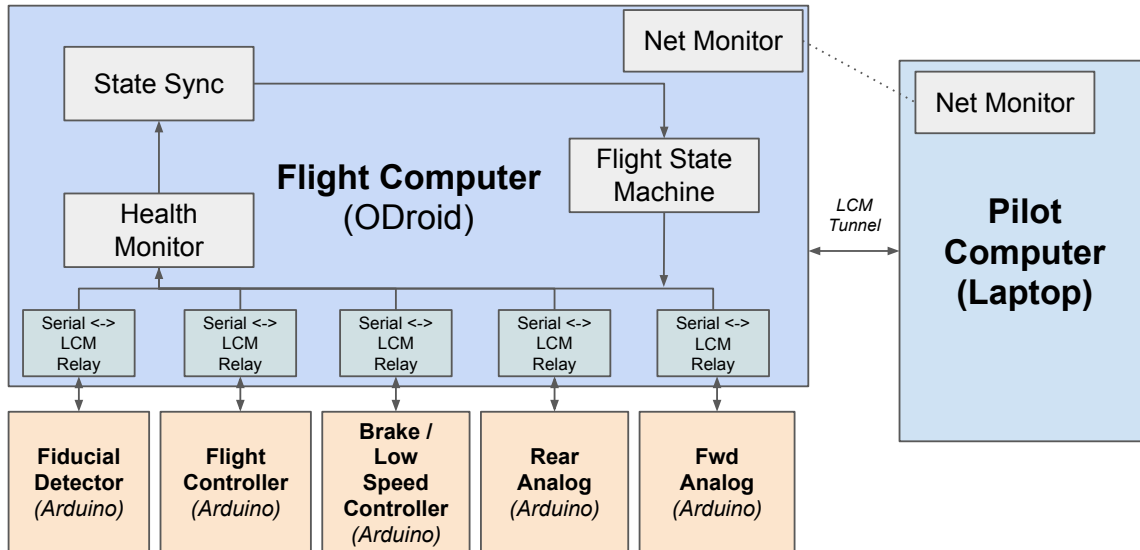 Net Monitor
State Sync
Net Monitor
Flight State
Machine
Flight Computer
(ODroid)
Health
Monitor
LCM
Tunnel
Pilot
Computer
(Laptop)
Serial <->
LCM
Relay
Serial <->
LCM
Relay
Serial <->
LCM
Relay
Serial <->
LCM
Relay
Serial <->
LCM
Relay
Fiducial
Detector
(Arduino)
Flight
Controller
(Arduino)
Brake /
Low
Speed
Controller
(Arduino)
Rear
Analog
(Arduino)
Fwd
Analog
(Arduino)